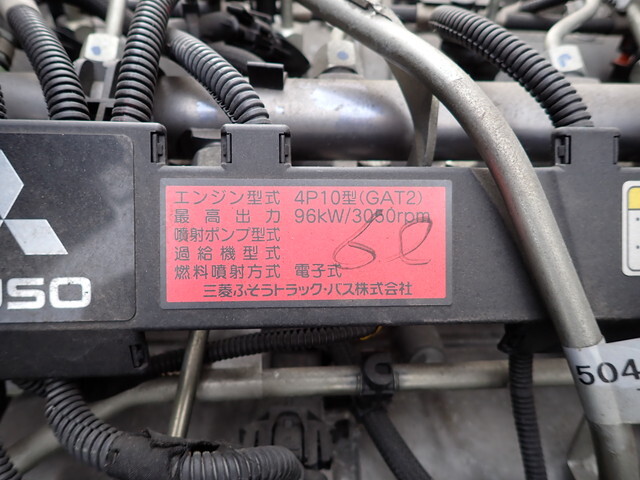 エンジン型式 4P10型(GAT2)
最高出力 96kW/3050rpm
噴射ポンプ型式
過給機型式
燃料噴射方式 電子式
三菱ふそうトラック・バス株式会社
USO
504